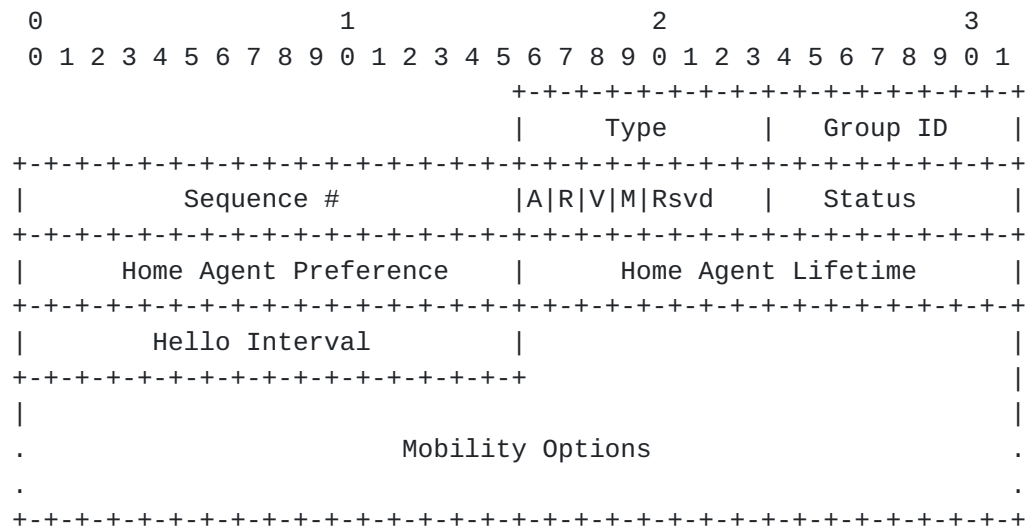 0                   1                   2                   3
 0 1 2 3 4 5 6 7 8 9 0 1 2 3 4 5 6 7 8 9 0 1 2 3 4 5 6 7 8 9 0 1
                                +-+-+-+-+-+-+-+-+-+-+-+-+-+-+-+-+
                                |     Type      |   Group ID    |
+-+-+-+-+-+-+-+-+-+-+-+-+-+-+-+-+-+-+-+-+-+-+-+-+-+-+-+-+-+-+-+-+
|          Sequence #           |A|R|V|M|Rsvd   |   Status      |
+-+-+-+-+-+-+-+-+-+-+-+-+-+-+-+-+-+-+-+-+-+-+-+-+-+-+-+-+-+-+-+-+
|      Home Agent Preference    |      Home Agent Lifetime      |
+-+-+-+-+-+-+-+-+-+-+-+-+-+-+-+-+-+-+-+-+-+-+-+-+-+-+-+-+-+-+-+-+
|        Hello Interval         |                               |
+-+-+-+-+-+-+-+-+-+-+-+-+-+-+-+-+                               |
|                                                               |
.                        Mobility Options                       .
.                                                               .
+-+-+-+-+-+-+-+-+-+-+-+-+-+-+-+-+-+-+-+-+-+-+-+-+-+-+-+-+-+-+-+-+